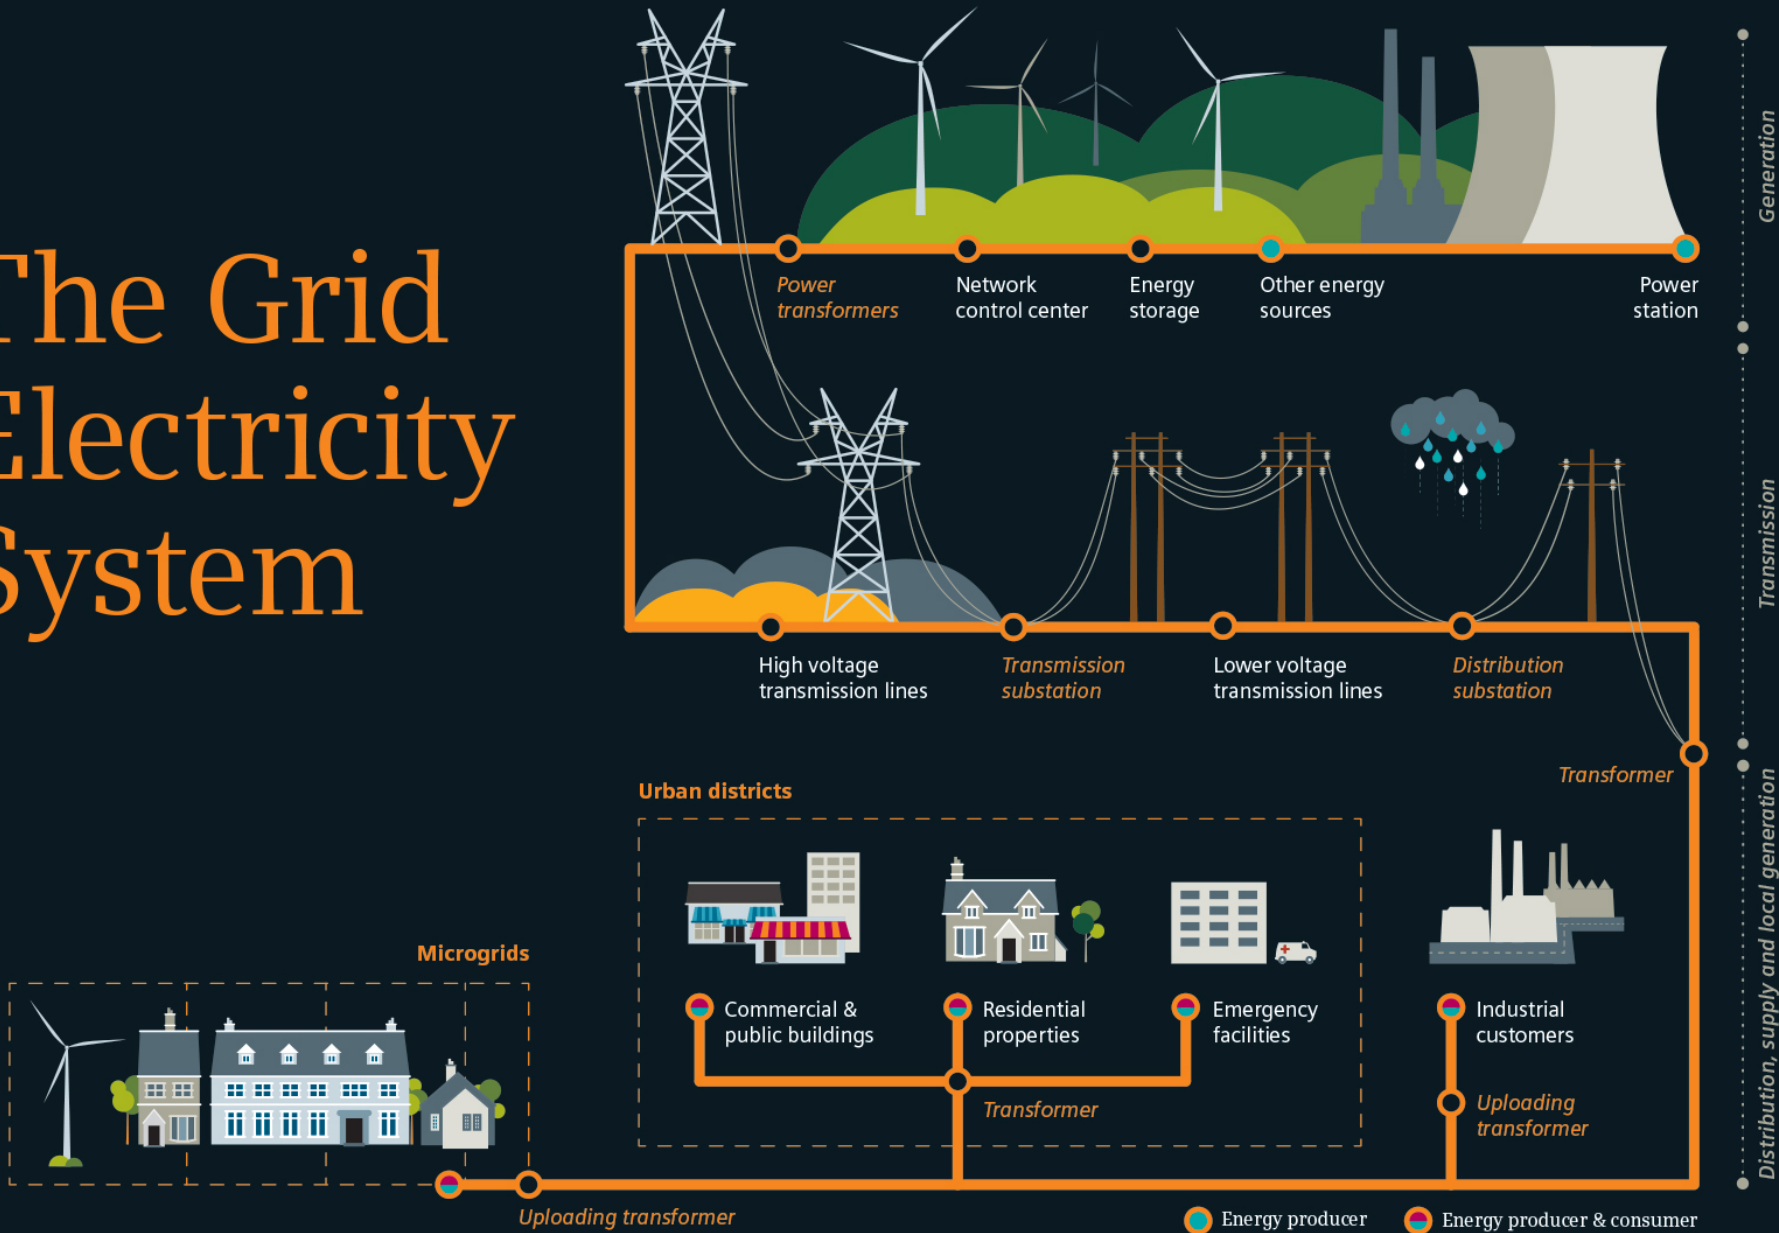 The Grid
Electricity
System
Generation
Power
transformers
Network
control center
Energy
storage
Other energy
sources
Power
station
Transmission
High voltage
transmission lines
Transmission
substation
Lower voltage
transmission lines
Distribution
substation
Transformer
Distribution, supply and local generation
Urban districts
Commercial &
public buildings
Residential
properties
Emergency
facilities
Transformer
Industrial
customers
Uploading
transformer
Microgrids
Uploading transformer
Energy producer
Energy producer & consumer